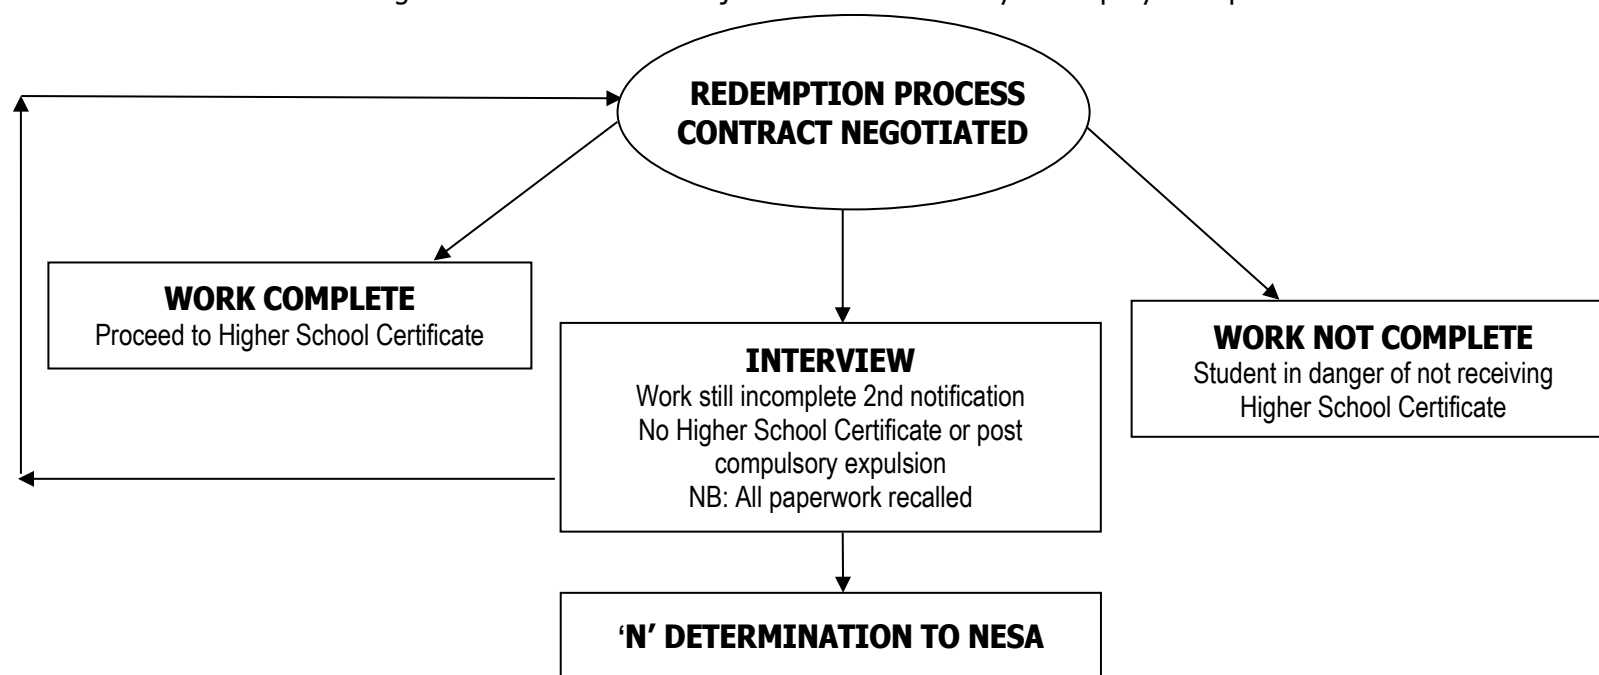 REDEMPTION PROCESS
CONTRACT NEGOTIATED
WORK COMPLETE
Proceed to Higher School Certificate
INTERVIEW
Work still incomplete 2nd notification
No Higher School Certificate or post
compulsory expulsion
NB: All paperwork recalled
WORK NOT COMPLETE
Student in danger of not receiving
Higher School Certificate
‘N’ DETERMINATION TO NESA